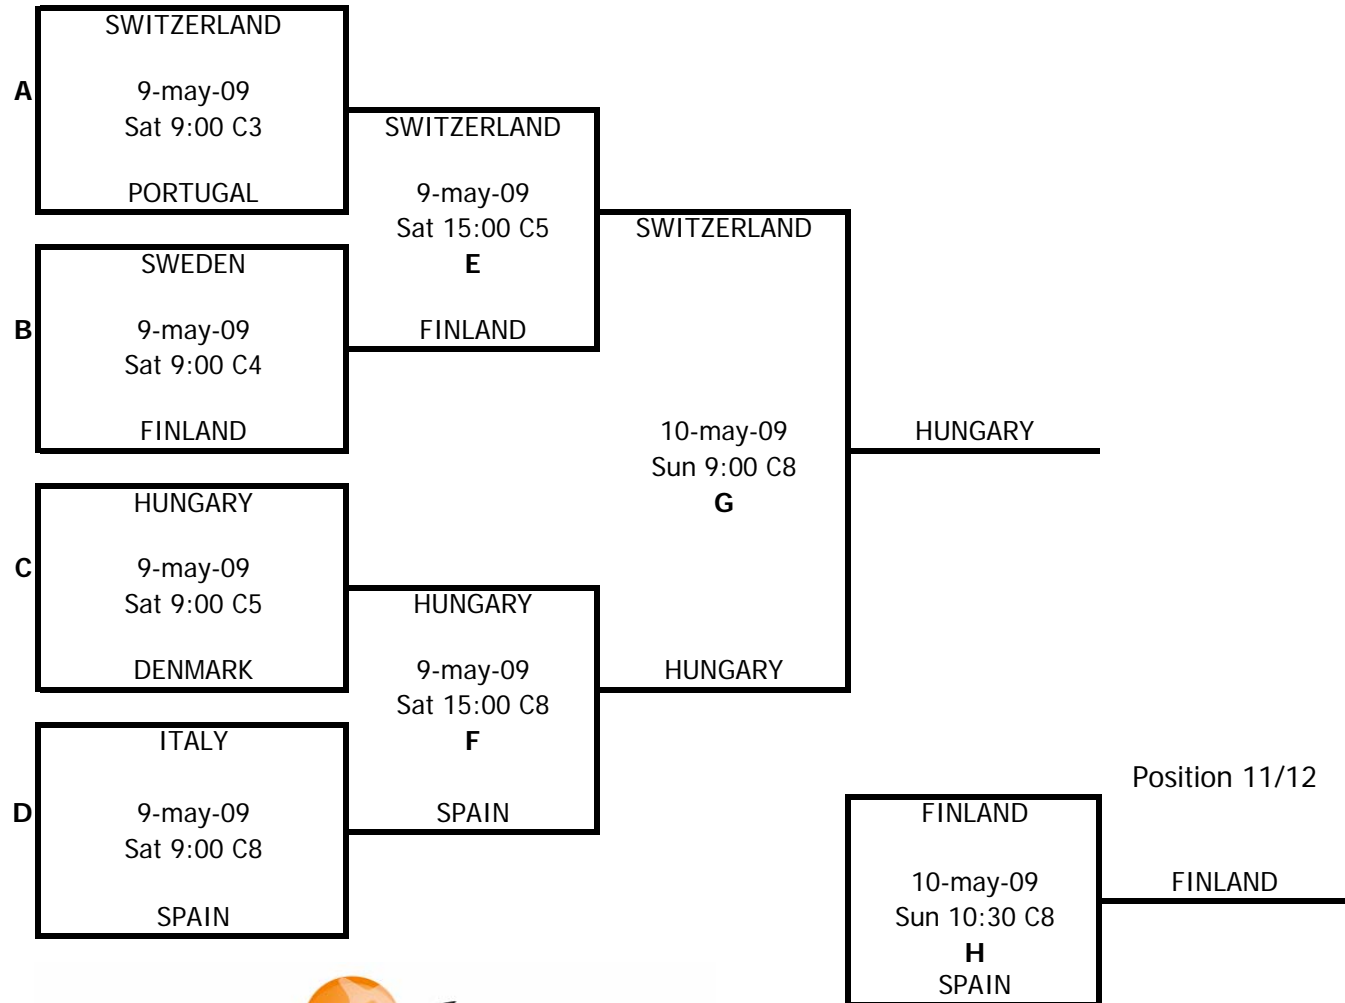 SWITZERLAND
A
9-may-09
Sat 9:00 C3
PORTUGAL
SWITZERLAND
9-may-09
Sat 15:00 C5
E
FINLAND
SWEDEN
B
9-may-09
Sat 9:00 C4
FINLAND
SWITZERLAND
10-may-09
Sun 9:00 C8
G
HUNGARY
HUNGARY
HUNGARY
C
9-may-09
Sat 9:00 C5
DENMARK
HUNGARY
9-may-09
Sat 15:00 C8
F
SPAIN
ITALY
D
9-may-09
Sat 9:00 C8
SPAIN
Position 11/12
FINLAND
10-may-09
Sun 10:30 C8
H
SPAIN
FINLAND